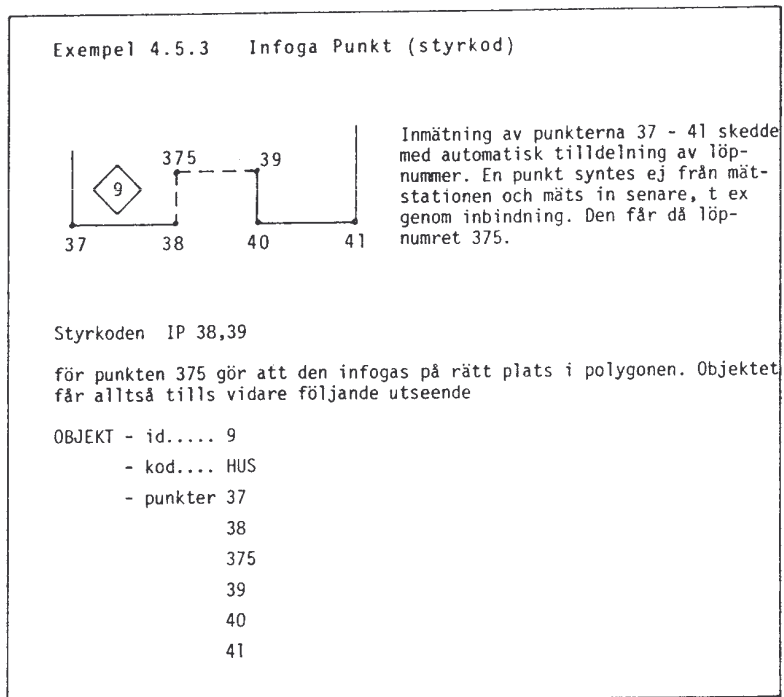 Exempel 4.5.3 Infoga Punkt (styrkod)
375
39
9
37
38
40
41
Inmätning av punkterna 37 - 41 skedde
med automatisk tilldelning av löp-
nummer. En punkt syntes ej från mät-
stationen och mäts in senare, t ex
genom inbindning. Den får då löp-
numret 375.
Styrkoden IP 38,39
för punkten 375 gör att den infogas på rätt plats i polygonen. Objektet
får alltså tills vidare följande utseende
OBJEKT - id..... 9
- kod.... HUS
- punkter 37
38
375
39
40
41